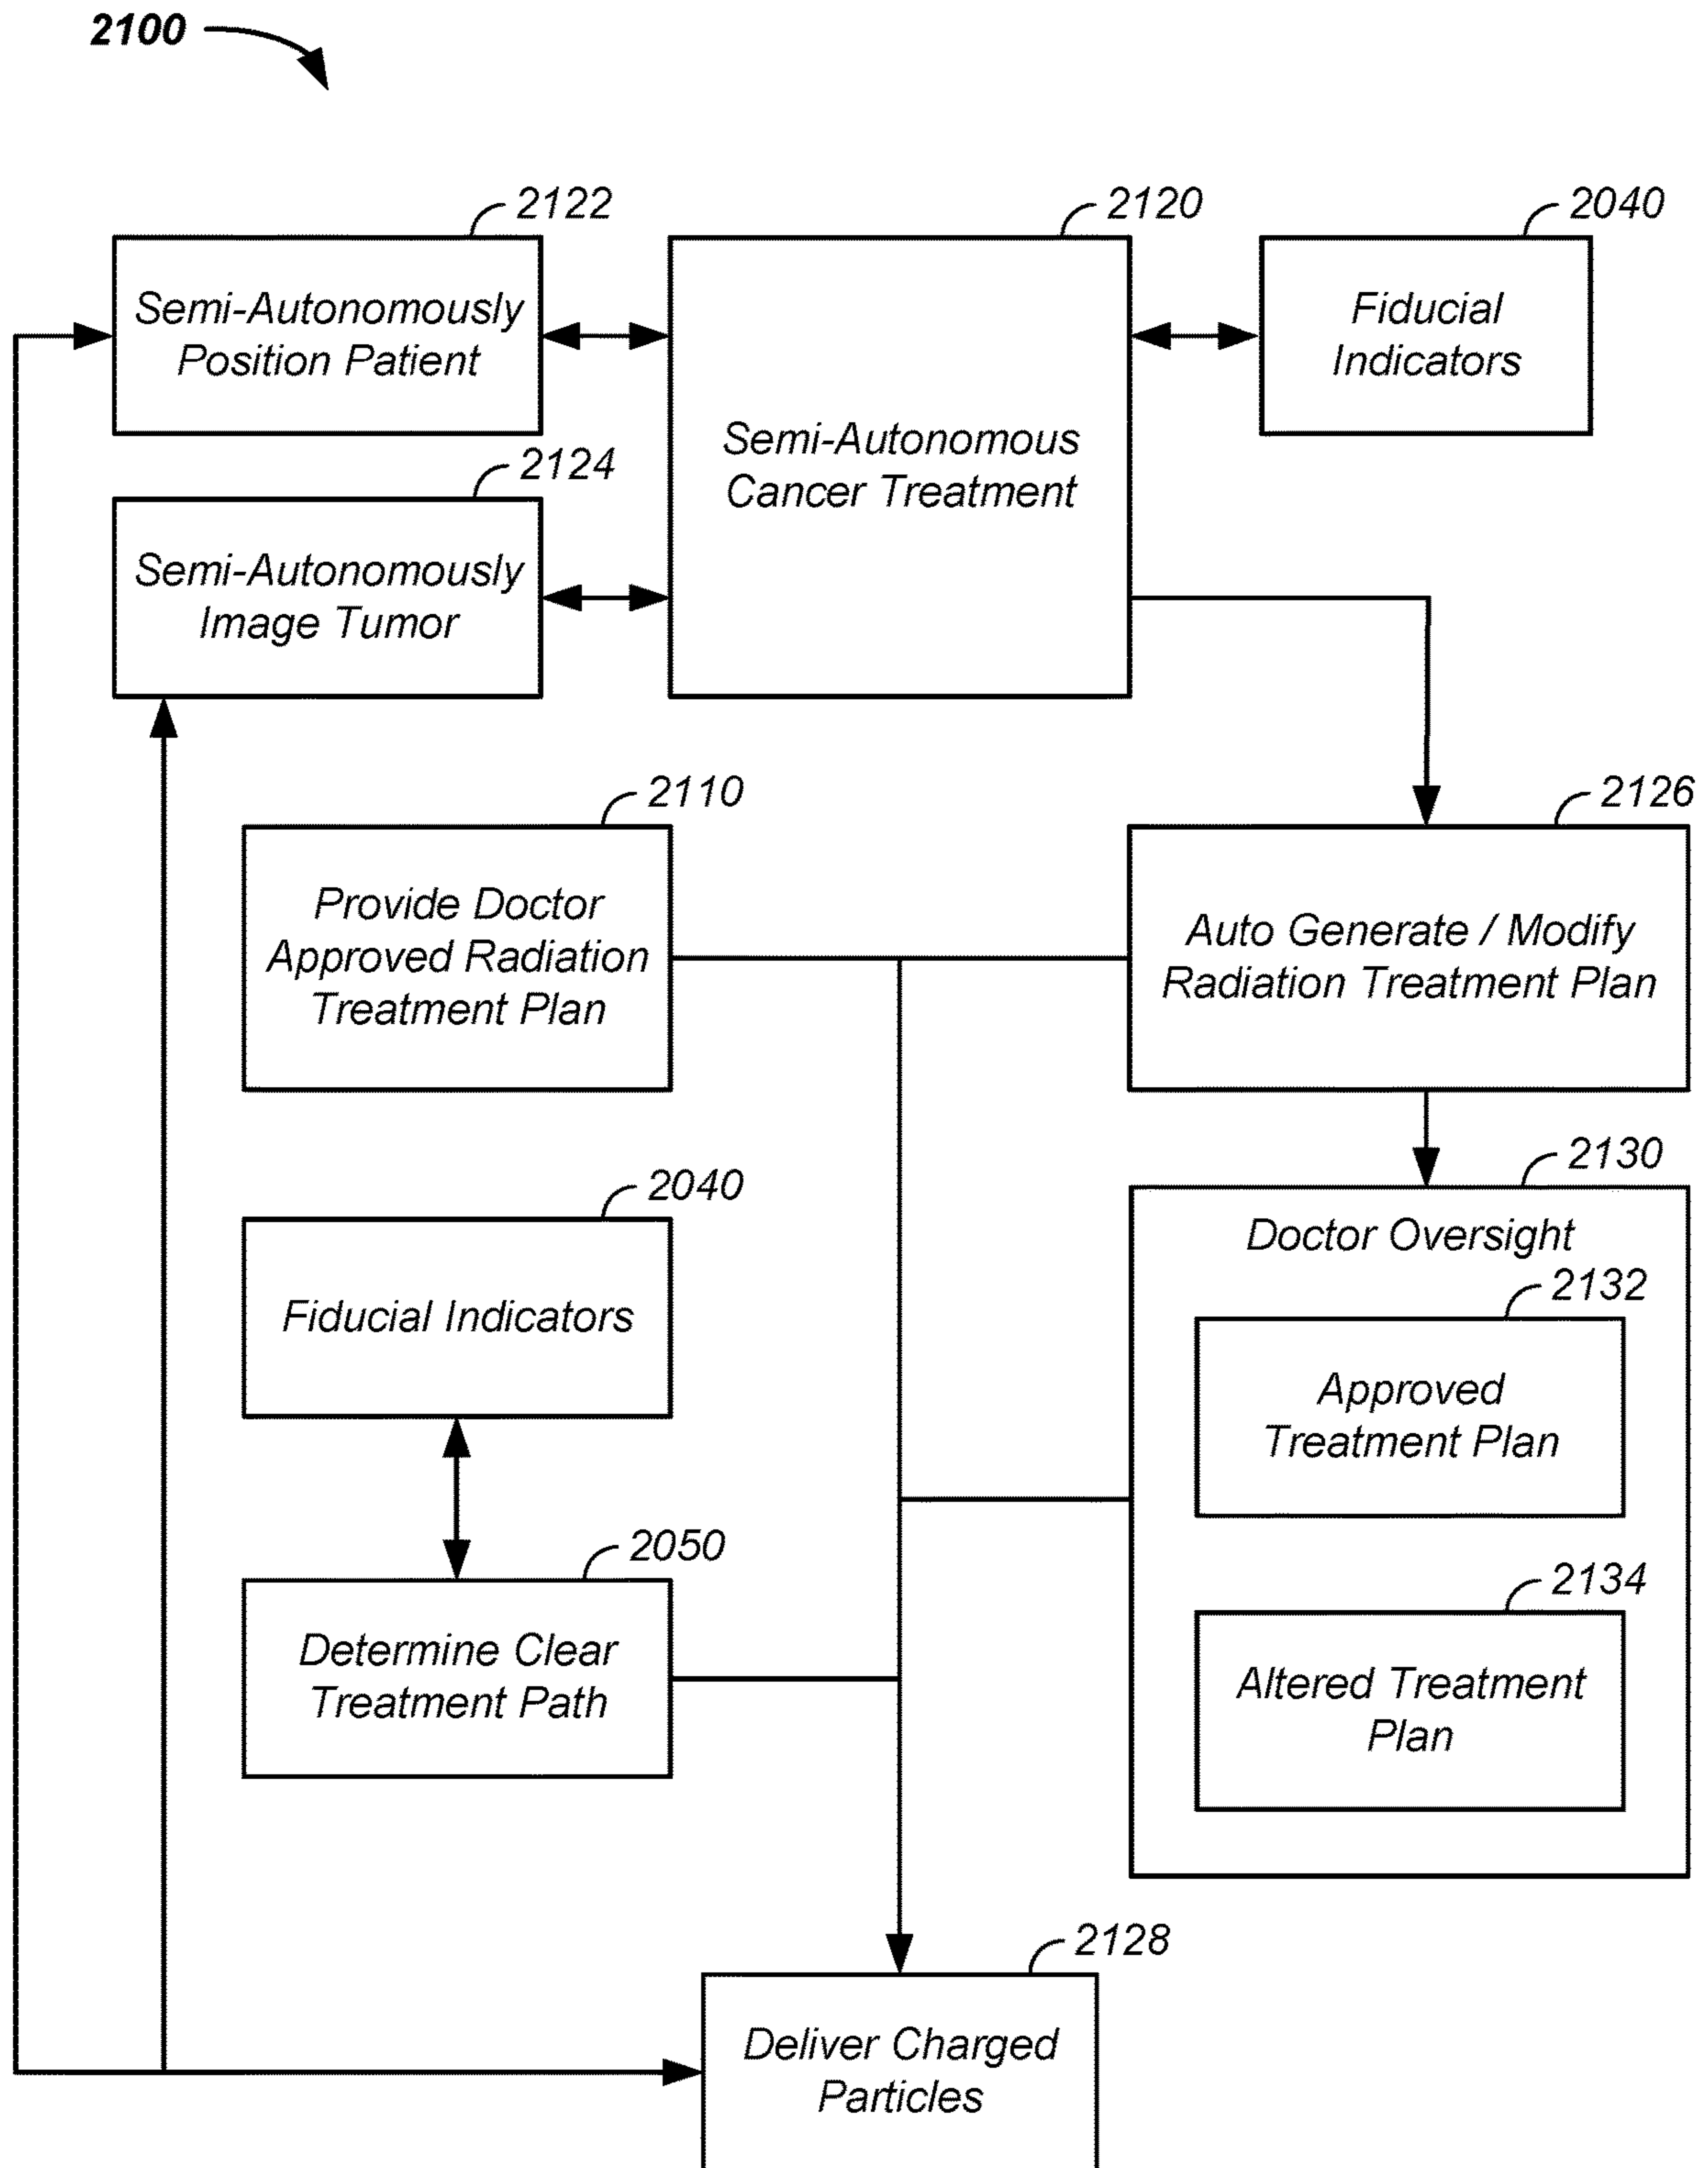 2100
2122
Semi-Autonomously
Position Patient
2120
Semi-Autonomous
Cancer Treatment
2040
Fiducial
Indicators
2124
Semi-Autonomously
Image Tumor
2110
Provide Doctor
Approved Radiation
Treatment Plan
2126
Auto Generate / Modify
Radiation Treatment Plan
2040
Fiducial Indicators
2130
Doctor Oversight
2132
Approved
Treatment Plan
2050
Determine Clear
Treatment Path
2134
Altered Treatment
Plan
2128
Deliver Charged
Particles